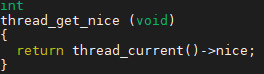 int
thread_get_nice (void)
{
  return thread_current()->nice;
}